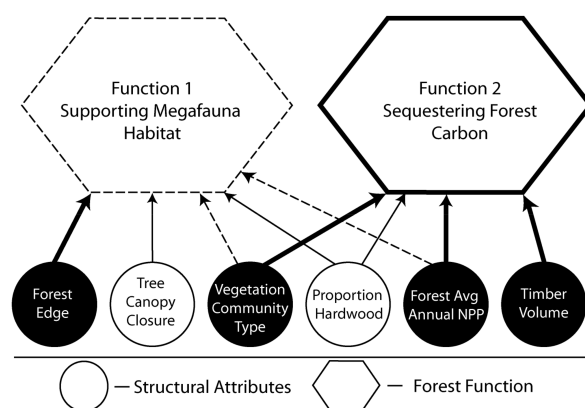 Function 1
Supporting Megafauna
Habitat
Function 2
Sequestering Forest
Carbon
Forest
Edge
Tree
Canopy
Closure
Vegetation
Community
Type
Proportion
Hardwood
Forest Avg
Annual NPP
Timber
Volume
— Structural Attributes
— Forest Function